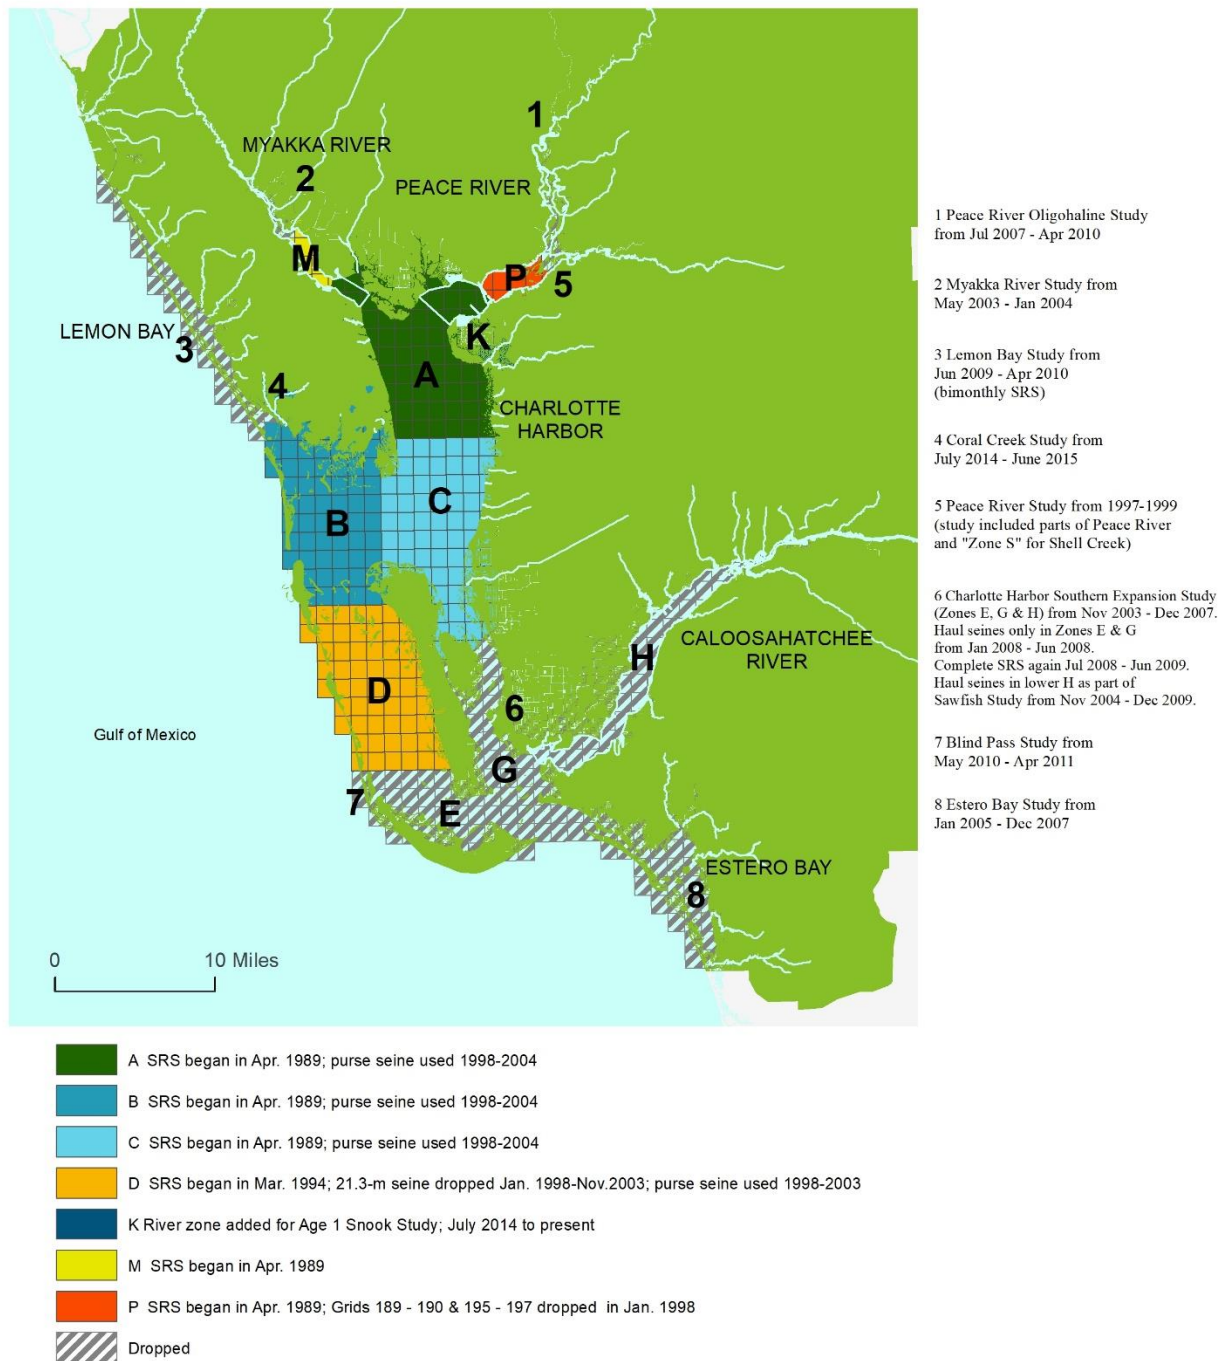 1
MYAKKA RIVER
2
PEACE RIVER
M
P
5
LEMON BAY
3
K
4
A
CHARLOTTE
HARBOR
B
C
H
CALOOSAHATCHEE
RIVER
D
6
Gulf of Mexico
G
7
E
ESTERO BAY
8
0 10 Miles
1 Peace River Oligohaline Study
from Jul 2007 - Apr 2010
2 Myakka River Study from
May 2003 - Jan 2004
3 Lemon Bay Study from
Jun 2009 - Apr 2010
(bimonthly SRS)
4 Coral Creek Study from
July 2014 - June 2015
5 Peace River Study from 1997-1999
(study included parts of Peace River
and "Zone S" for Shell Creek)
6 Charlotte Harbor Southern Expansion Study
(Zones E, G & H) from Nov 2003 - Dec 2007.
Haul seines only in Zones E & G
from Jan 2008 - Jun 2008.
Complete SRS again Jul 2008 - Jun 2009.
Haul seines in lower H as part of
Sawfish Study from Nov 2004 - Dec 2009.
7 Blind Pass Study from
May 2010 - Apr 2011
8 Estero Bay Study from
Jan 2005 - Dec 2007
A SRS began in Apr. 1989; purse seine used 1998-2004
B SRS began in Apr. 1989; purse seine used 1998-2004
C SRS began in Apr. 1989; purse seine used 1998-2004
D SRS began in Mar. 1994; 21.3-m seine dropped Jan. 1998-Nov.2003; purse seine used 1998-2003
K River zone added for Age 1 Snook Study; July 2014 to present
M SRS began in Apr. 1989
P SRS began in Apr. 1989; Grids 189 - 190 & 195 - 197 dropped in Jan. 1998
Dropped